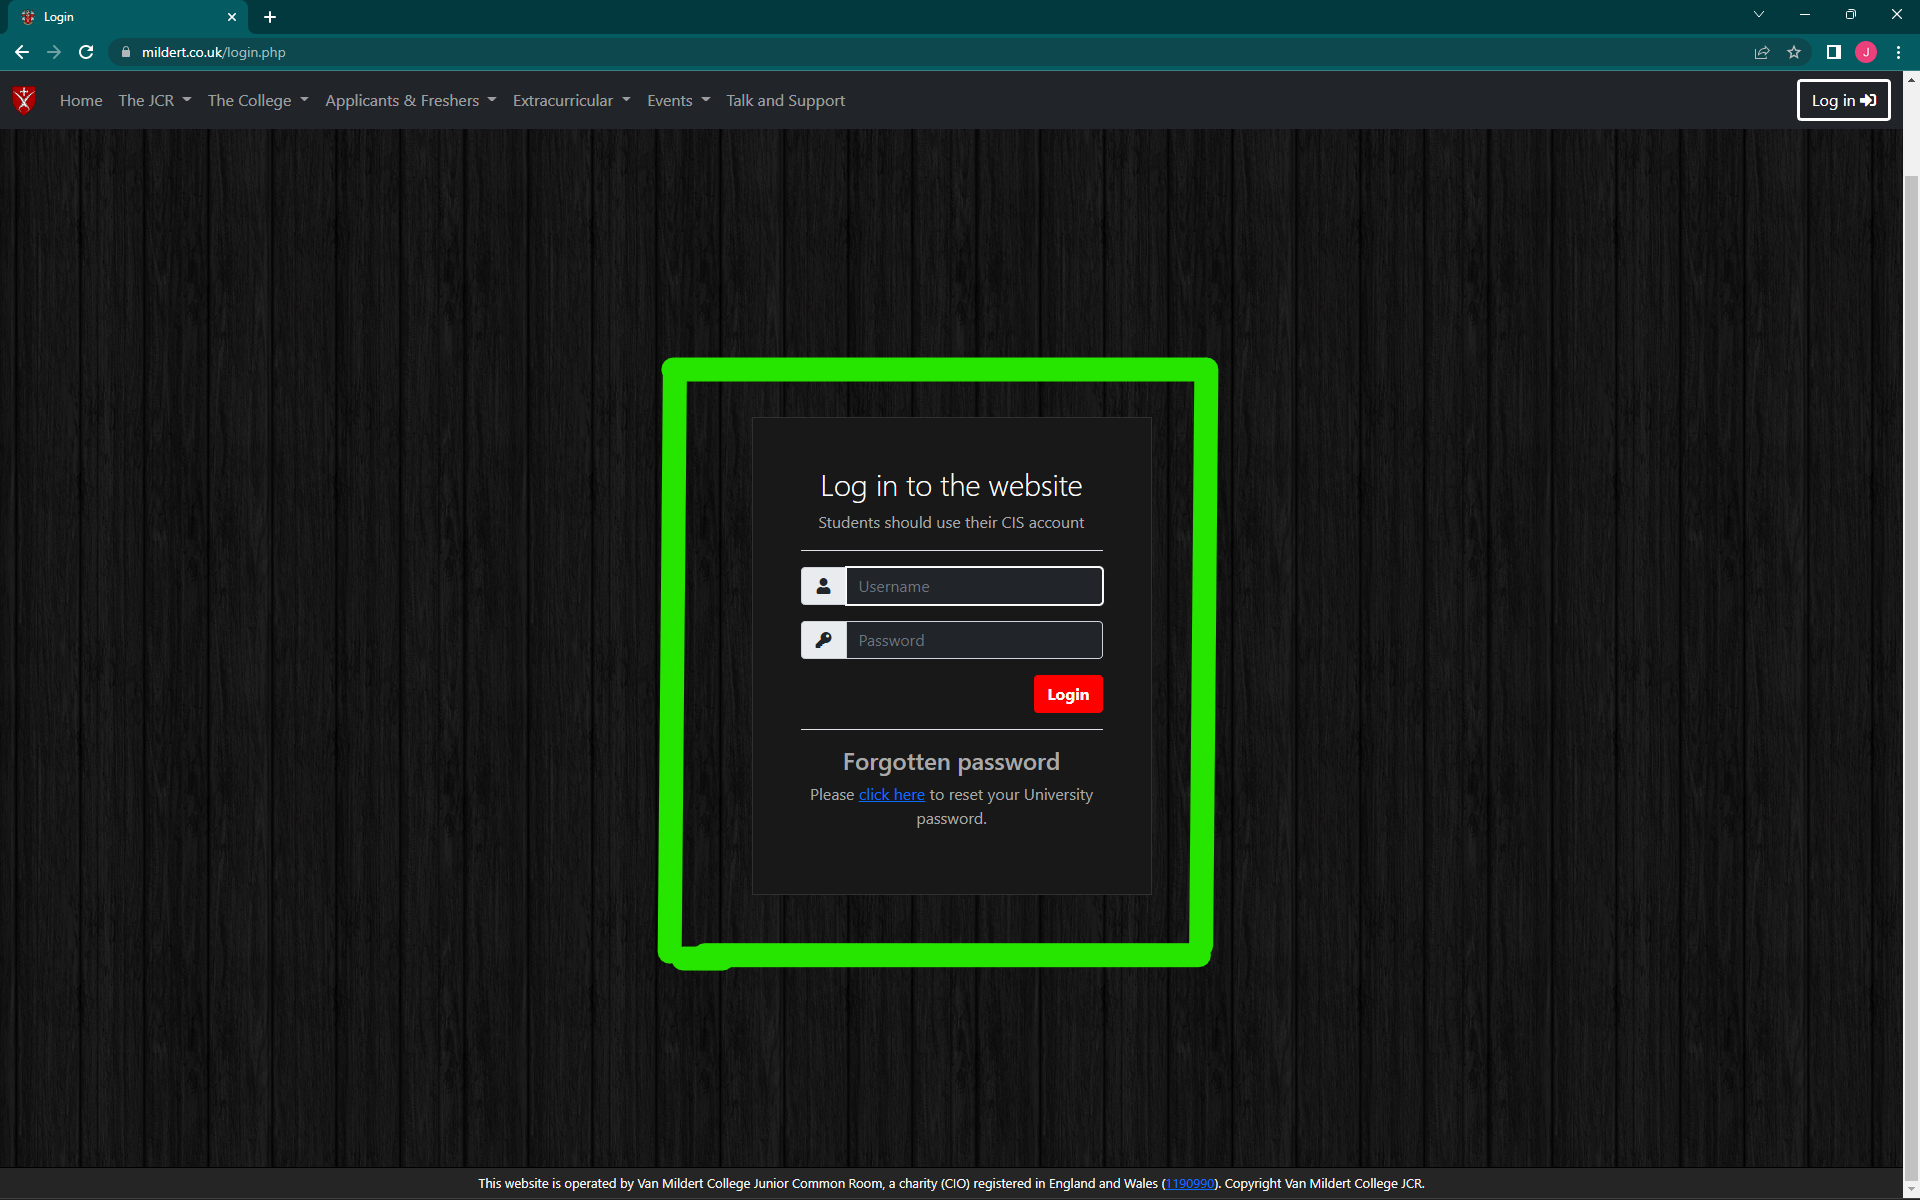 Login
mildert.co.uk/login.php
J
Home The JCR The College Applicants & Freshers Extracurricular Events Talk and Support Log in
Log in to the website
Students should use their CIS account
Username
Password
Login
Forgotten password
Please click here to reset your University
password.
This website is operated by Van Mildert College Junior Common Room, a charity (CIO) registered in England and Wales (1190990). Copyright Van Mildert College JCR.